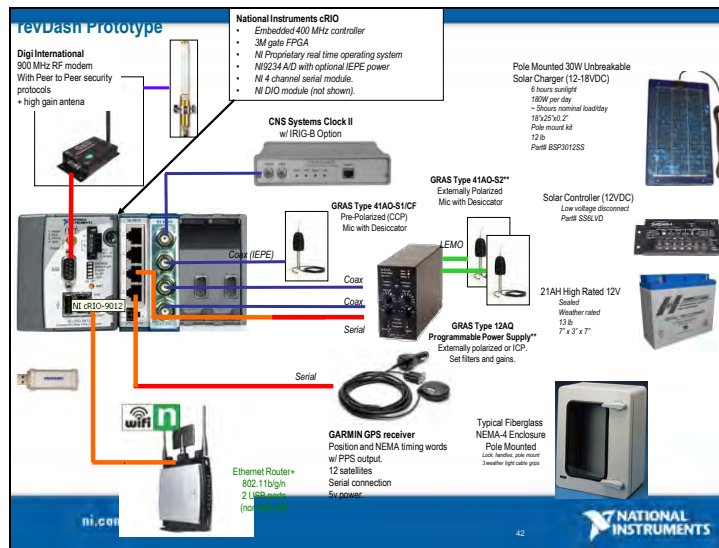 revDash Prototype
Digi International
900 MHz RF modem
With Peer to Peer security
protocols
+ high gain antena
National Instruments cRIO
• Embedded 400 MHz controller
• 3M gate FPGA
• NI Proprietary real time operating system
• NI9234 A/D with optional IEPE power
• NI 4 channel serial module.
• NI DIO module (not shown).
Pole Mounted 30W Unbreakable
Solar Charger (12-18VDC)
6 hours sunlight
180W per day
~ 5hours nominal load/day
18"x25"x0.2"
Pole mount kit
12 lb
Part# BSP3012SS
CNS Systems Clock II
w/ IRIG-B Option
GRAS Type 41AO-S2**
Externally Polarized
Mic with Desiccator
GRAS Type 41AO-S1/CF
Pre-Polarized (CCP)
Mic with Desiccator
Solar Controller (12VDC)
Low voltage disconnect
Part# SS6LVD
LEMO
Coax (IEPE)
Coax
Coax
Serial
21AH High Rated 12V
Sealed
Weather rated
13 lb
7" x 3" x 7"
NI cRIO-9012
GRAS Type 12AQ
Programmable Power Supply**
Externally polarized or ICP.
Set filters and gains.
Serial
wifi n
GARMIN GPS receiver
Position and NEMA timing words
w/ PPS output.
12 satellites
Serial connection
5v power
Typical Fiberglass
NEMA-4 Enclosure
Pole Mounted
Lock, handles, pole mount
3 weather tight cable grips
Ethernet Router+
802.11b/g/n
2 USB ports
ni.com
42
NATIONAL
INSTRUMENTS